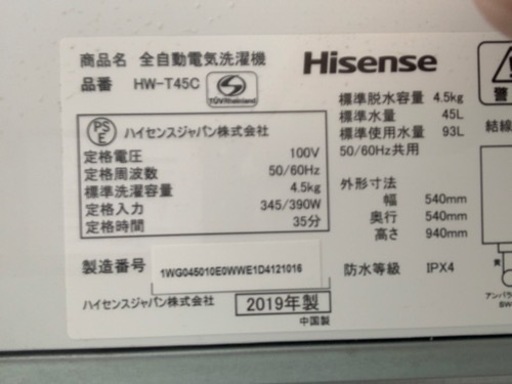 商品名 全自動電気洗濯機
品番 HW-T45C
TÜVRheinland
Hisense
PSE ハイセンスジャパン株式会社
定格電圧 100V
定格周波数 50/60Hz
標準洗濯容量 4.5kg
定格入力 345/390W
定格時間 35分
製造番号 1WG045010E0WWE1D4121016
ハイセンスジャパン株式会社 2019年製
中国製
標準脱水容量 4.5kg
標準水量 45L
標準使用水量 93L
50/60Hz共用
外形寸法
幅 540mm
奥行 540mm
高さ 940mm
防水等級 IPX4
警
結線
黄
アンバラ
SW